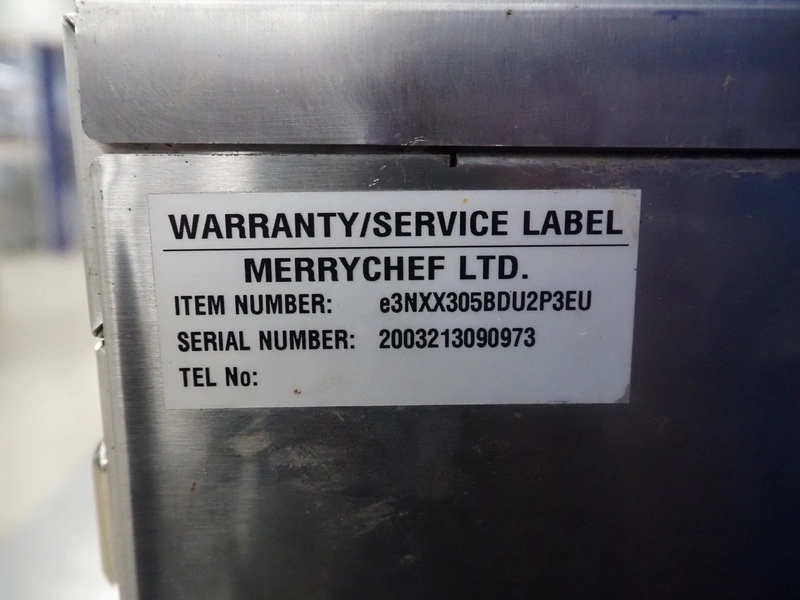 WARRANTY/SERVICE LABEL
MERRYCHEF LTD.
ITEM NUMBER: e3NXX305BDU2P3EU
SERIAL NUMBER: 2003213090973
TEL No: